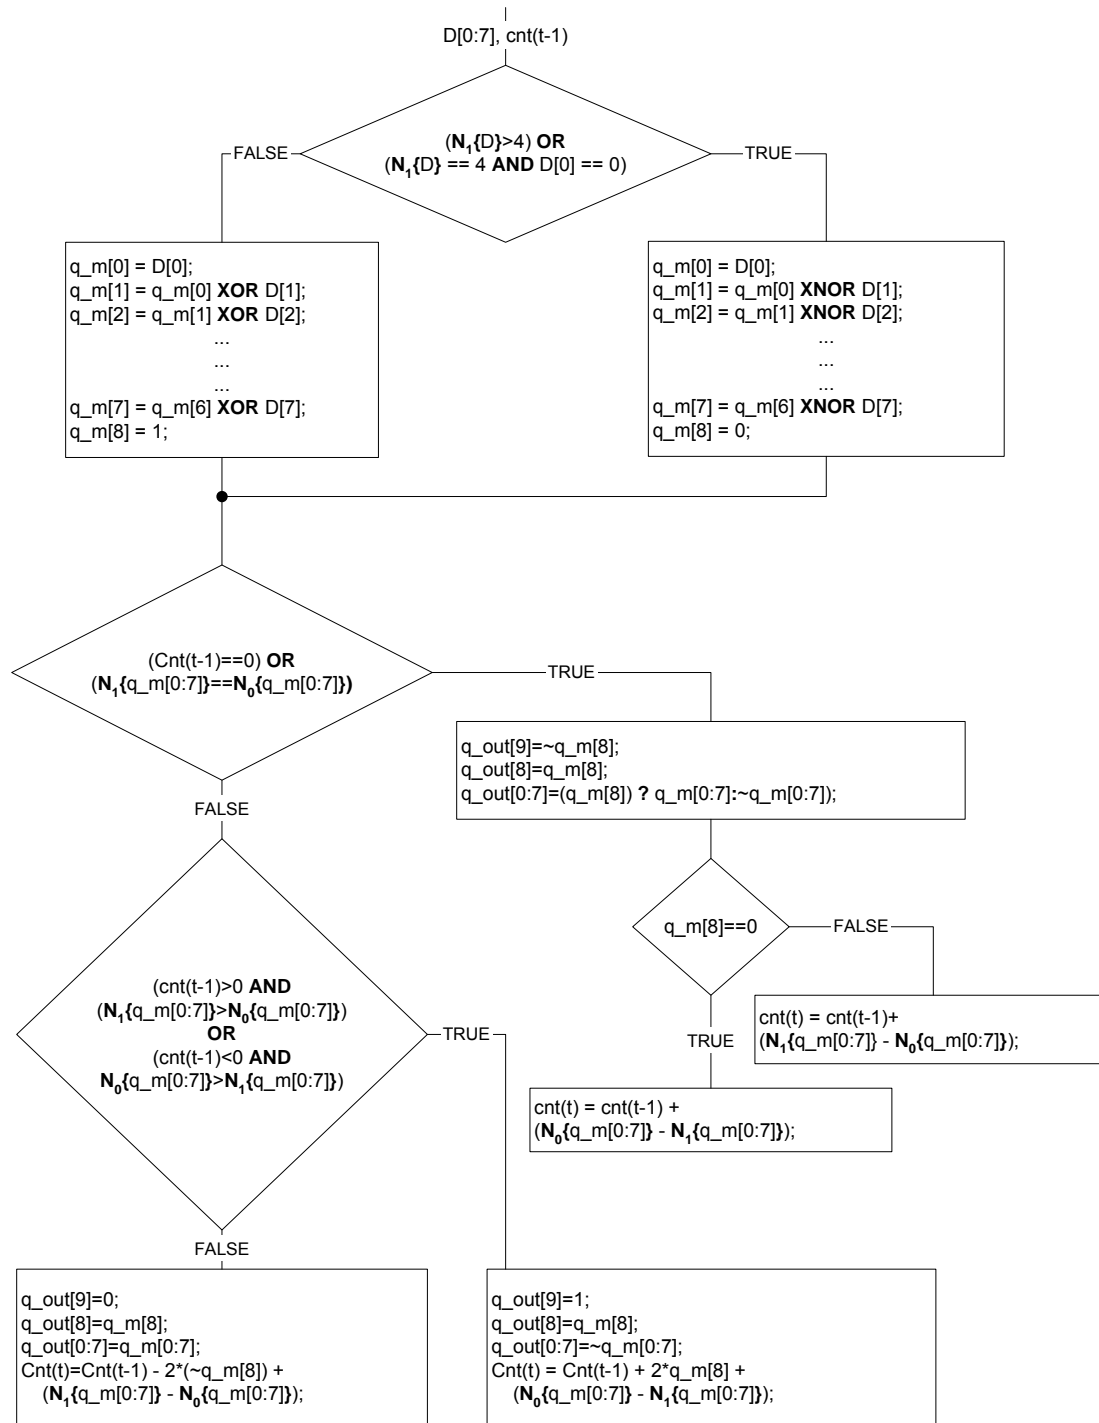 D[0:7], cnt(t-1)
(N1{D}>4) OR
(N1{D} == 4 AND D[0] == 0)
FALSE
TRUE
q_m[0] = D[0];
q_m[1] = q_m[0] XOR D[1];
q_m[2] = q_m[1] XOR D[2];
...
...
...
q_m[7] = q_m[6] XOR D[7];
q_m[8] = 1;
q_m[0] = D[0];
q_m[1] = q_m[0] XNOR D[1];
q_m[2] = q_m[1] XNOR D[2];
...
...
...
q_m[7] = q_m[6] XNOR D[7];
q_m[8] = 0;
(Cnt(t-1)==0) OR
(N1{q_m[0:7]}==N0{q_m[0:7]})
TRUE
FALSE
q_out[9]=~q_m[8];
q_out[8]=q_m[8];
q_out[0:7]=(q_m[8]) ? q_m[0:7]:~q_m[0:7]);
q_m[8]==0
FALSE
TRUE
cnt(t) = cnt(t-1)+
(N1{q_m[0:7]} - N0{q_m[0:7]});
cnt(t) = cnt(t-1) +
(N0{q_m[0:7]} - N1{q_m[0:7]});
(cnt(t-1)>0 AND
(N1{q_m[0:7]}>N0{q_m[0:7]})
OR
(cnt(t-1)<0 AND
N0{q_m[0:7]}>N1{q_m[0:7]})
TRUE
FALSE
q_out[9]=0;
q_out[8]=q_m[8];
q_out[0:7]=q_m[0:7];
Cnt(t)=Cnt(t-1) - 2*(~q_m[8]) +
(N1{q_m[0:7]} - N0{q_m[0:7]});
q_out[9]=1;
q_out[8]=q_m[8];
q_out[0:7]=~q_m[0:7];
Cnt(t) = Cnt(t-1) + 2*q_m[8] +
(N0{q_m[0:7]} - N1{q_m[0:7]});